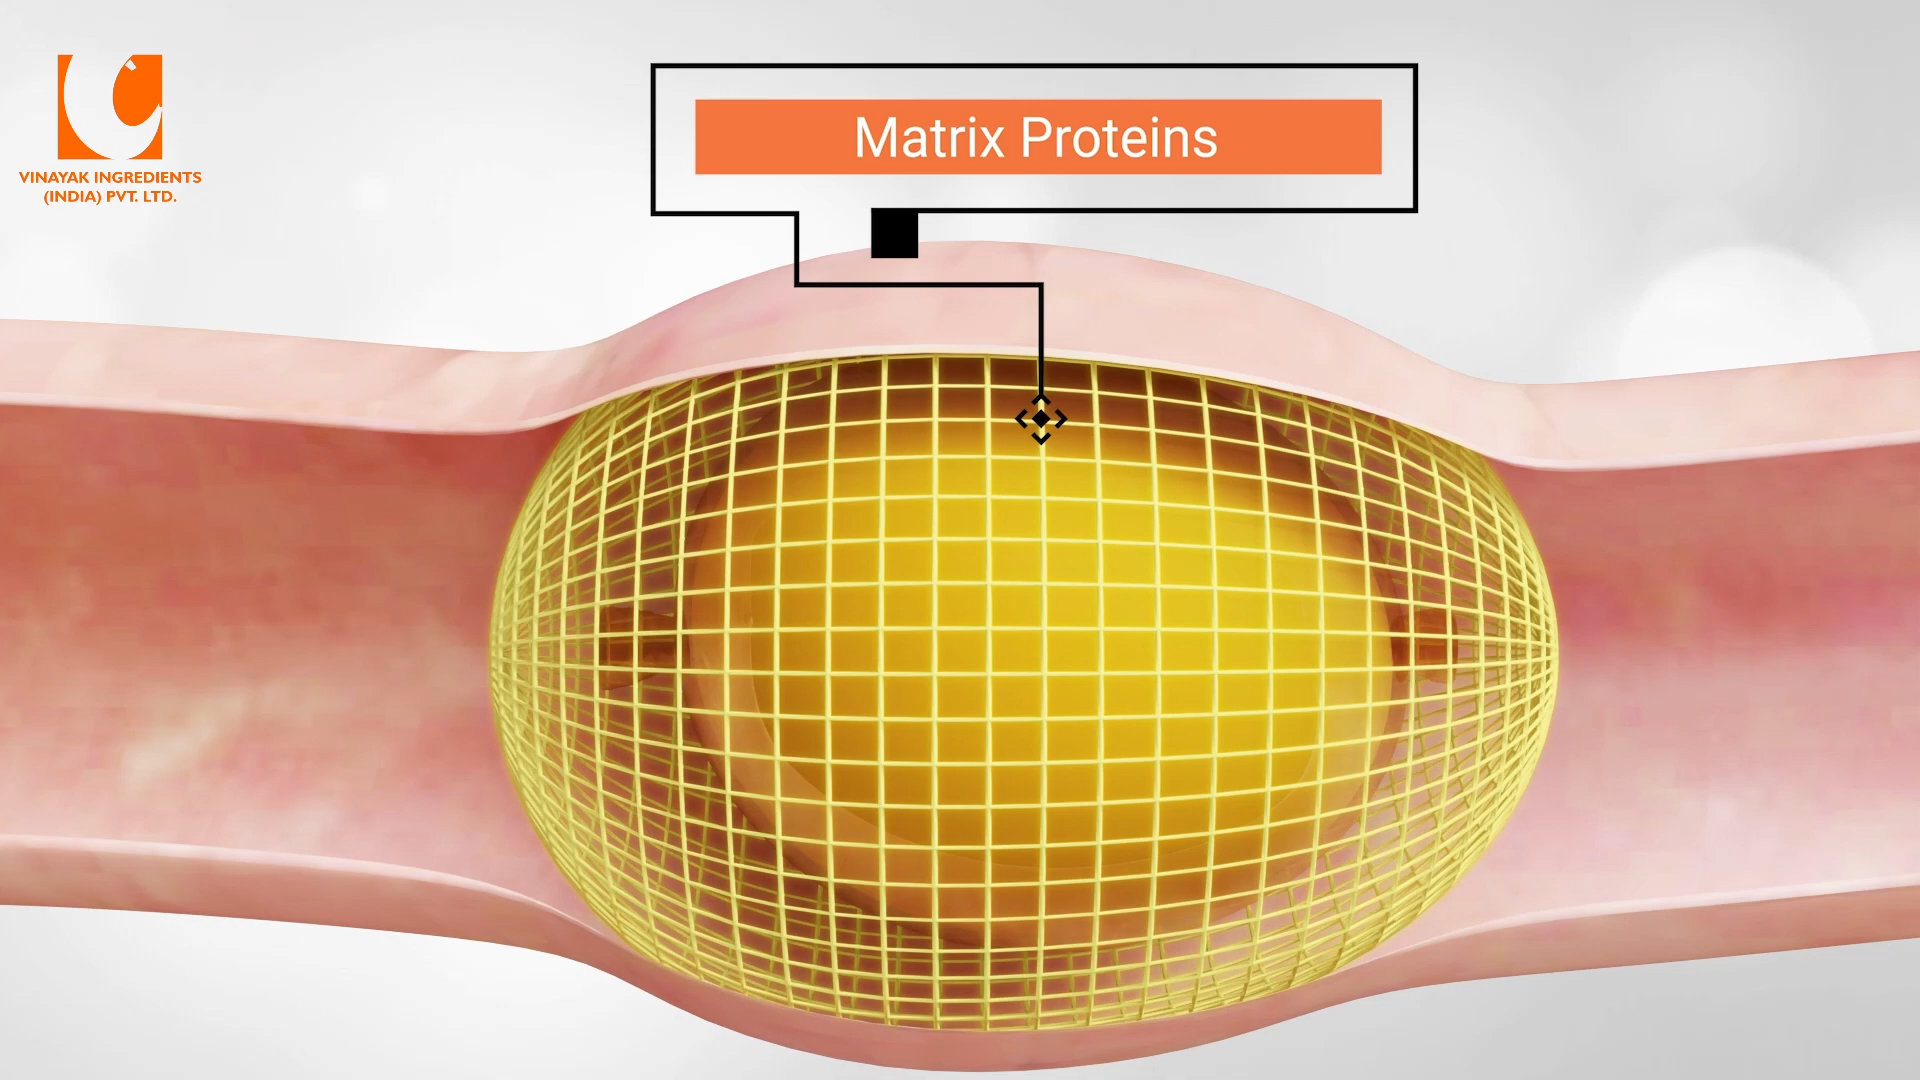 VINAYAK INGREDIENTS
(INDIA) PVT. LTD.
Matrix Proteins